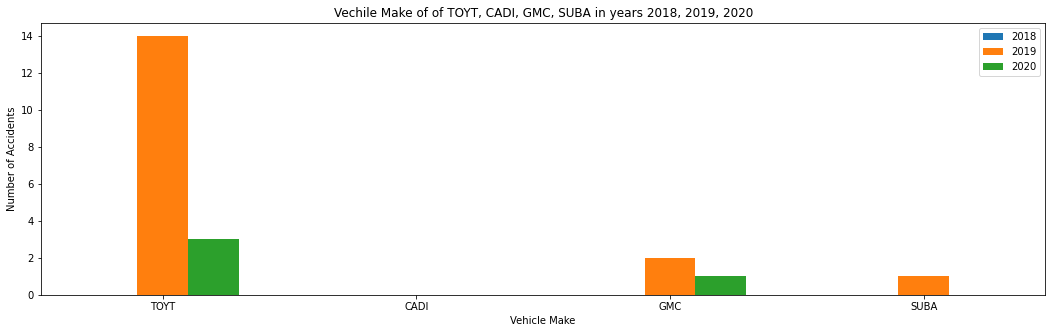 Vechile Make of of TOYT, CADI, GMC, SUBA in years 2018, 2019, 2020
2018
2019
2020
Number of Accidents
14
12
10
8
6
4
2
0
TOYT CADI GMC SUBA
Vehicle Make